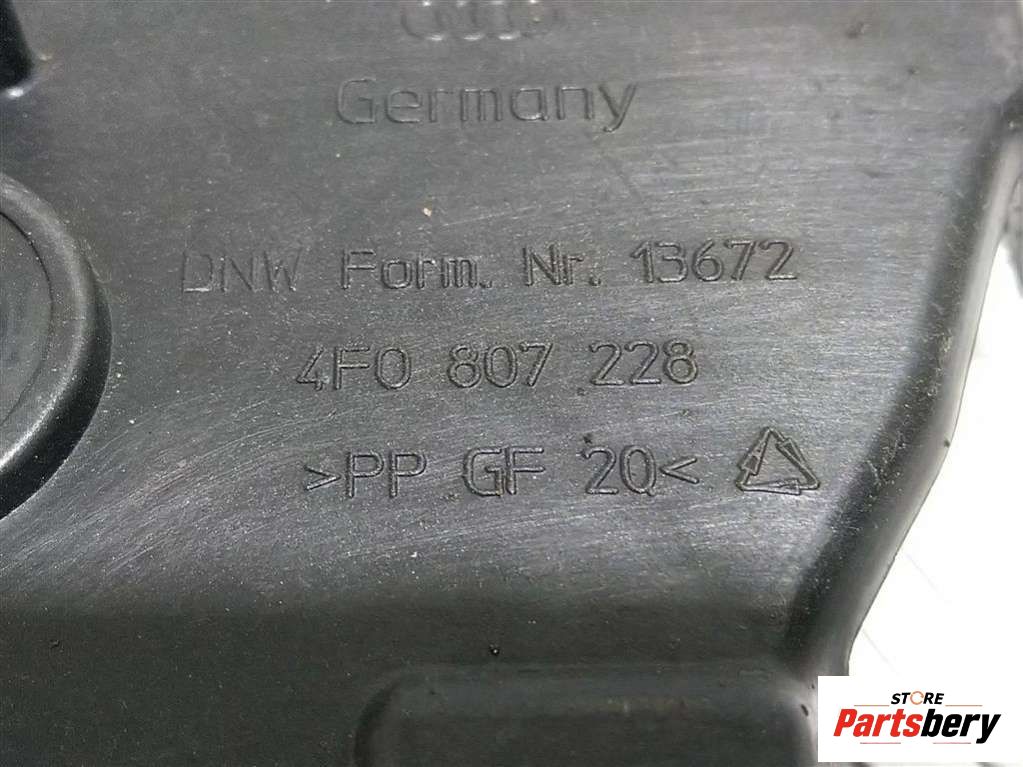 Germany
DNW Form. Nr. 13672
4F0 807 228
>PP GF 20<
STORE
Partsbery